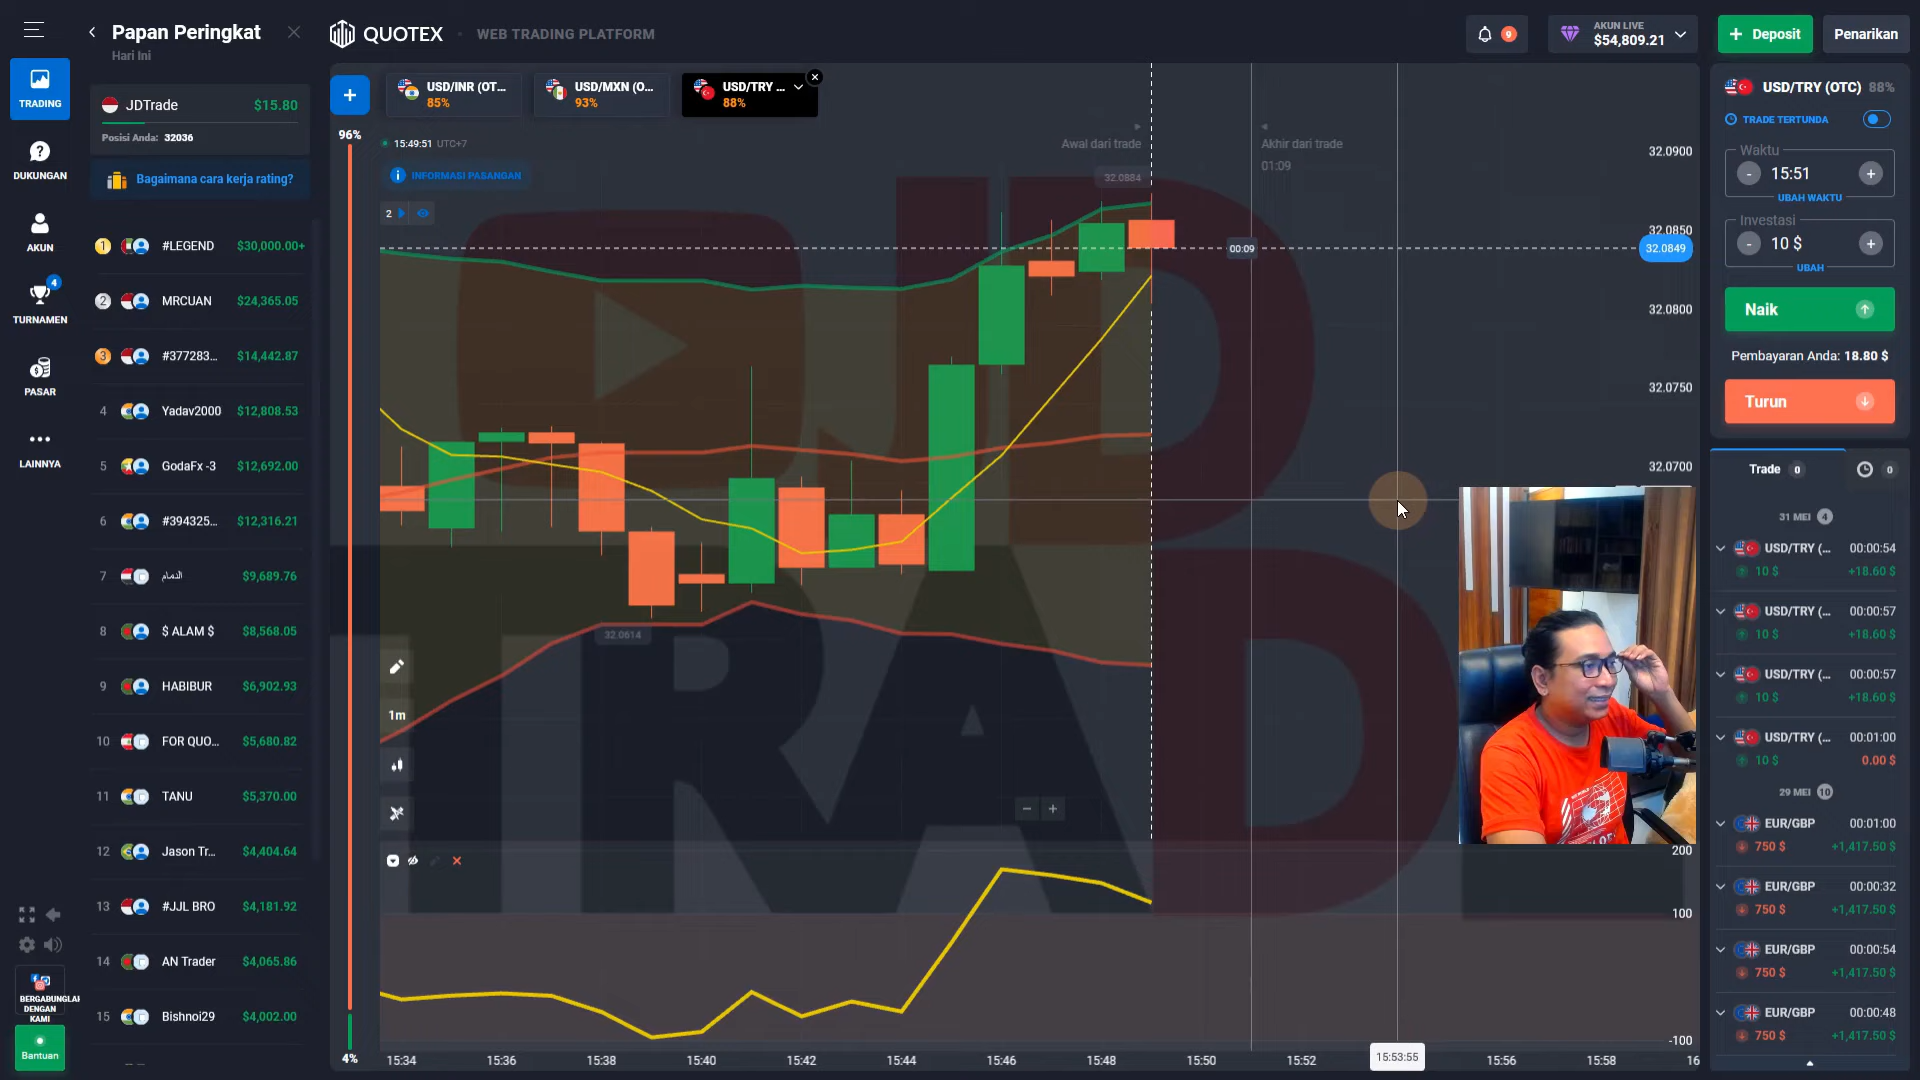 Papan Peringkat
Hari Ini
JDTrade $15.80
Posisi Anda: 32036
Bagaimana cara kerja rating?
1 #LEGEND $30,000.00+
2 MRCUAN $24,365.05
3 #377283... $14,442.87
4 Yadav2000 $12,808.53
5 GodaFx -3 $12,692.00
6 #394325... $12,316.21
7 $9,689.76
8 $ ALAM $ $8,568.05
9 HABIBUR $6,902.93
10 FOR QUO... $5,680.82
11 TANU $5,370.00
12 Jason Tr... $4,404.64
13 #JJL BRO $4,181.92
14 AN Trader $4,065.86
15 Bishnoi29 $4,002.00
TRADING
DUKUNGAN
AKUN
4
TURNAMEN
PASAR
LAINNYA
BERGABUNGLAH
DENGAN
KAMI
Bantuan
QUOTEX
WEB TRADING PLATFORM
9
AKUN LIVE
$54,809.21
+ Deposit
Penarikan
+
USD/INR (OT...
85%
USD/MXN (O...
93%
USD/TRY ...
88%
96%
4%
15:49:51 UTC+7
INFORMASI PASANGAN
2
Awal dari trade
Akhir dari trade
01:09
32.0884
32.0614
00:09
32.0900
32.0850
32.0849
32.0800
32.0750
32.0700
1m
JD
TRAD
- +
200
100
-100
15:34 15:36 15:38 15:40 15:42 15:44 15:46 15:48 15:50 15:52 15:53:55 15:56 15:58 16
USD/TRY (OTC) 88%
TRADE TERTUNDA
Waktu
- 15:51 +
UBAH WAKTU
Investasi
- 10 $ +
UBAH
Naik
Pembayaran Anda: 18.80 $
Turun
Trade 0
0
31 MEI 4
USD/TRY (... 00:00:54
10 $ +18.60 $
USD/TRY (... 00:00:57
10 $ +18.60 $
USD/TRY (... 00:00:57
10 $ +18.60 $
USD/TRY (... 00:01:00
10 $ 0.00 $
29 MEI 10
EUR/GBP 00:01:00
750 $ +1,417.50 $
EUR/GBP 00:00:32
750 $ +1,417.50 $
EUR/GBP 00:00:54
750 $ +1,417.50 $
EUR/GBP 00:00:48
750 $ +1,417.50 $